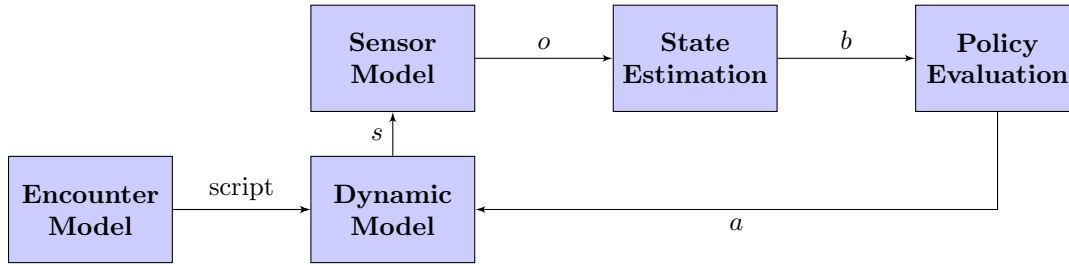 Sensor
Model
o
State
Estimation
b
Policy
Evaluation
s
Encounter
Model
script
Dynamic
Model
a